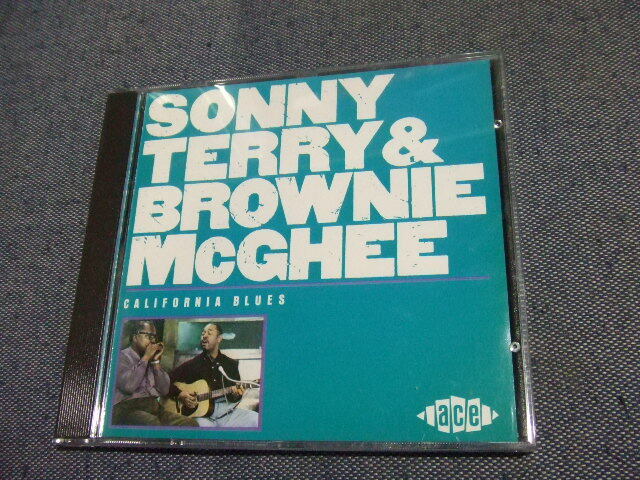 SONNY
TERRY &
BROWNIE
McGHEE
CALIFORNIA BLUES
ace